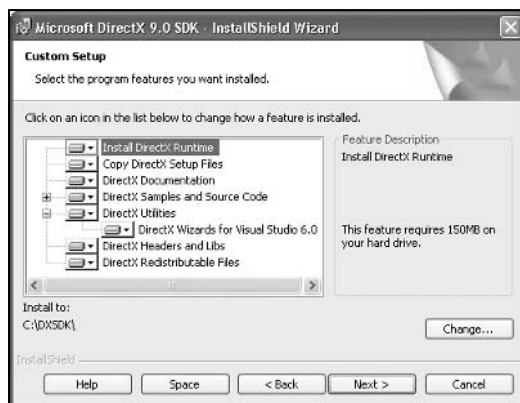 Microsoft DirectX 9.0 SDK - InstallShield Wizard
Custom Setup
Select the program features you want installed.
Click on an icon in the list below to change how a feature is installed.
Install DirectX Runtime
Copy DirectX Setup Files
DirectX Documentation
DirectX Samples and Source Code
DirectX Utilities
DirectX Wizards for Visual Studio 6.0
DirectX Headers and Libs
DirectX Redistributable Files
Feature Description
Install DirectX Runtime
This feature requires 150MB on
your hard drive.
Install to:
C:\DXSDK\
Change...
InstallShield
Help
Space
< Back
Next >
Cancel